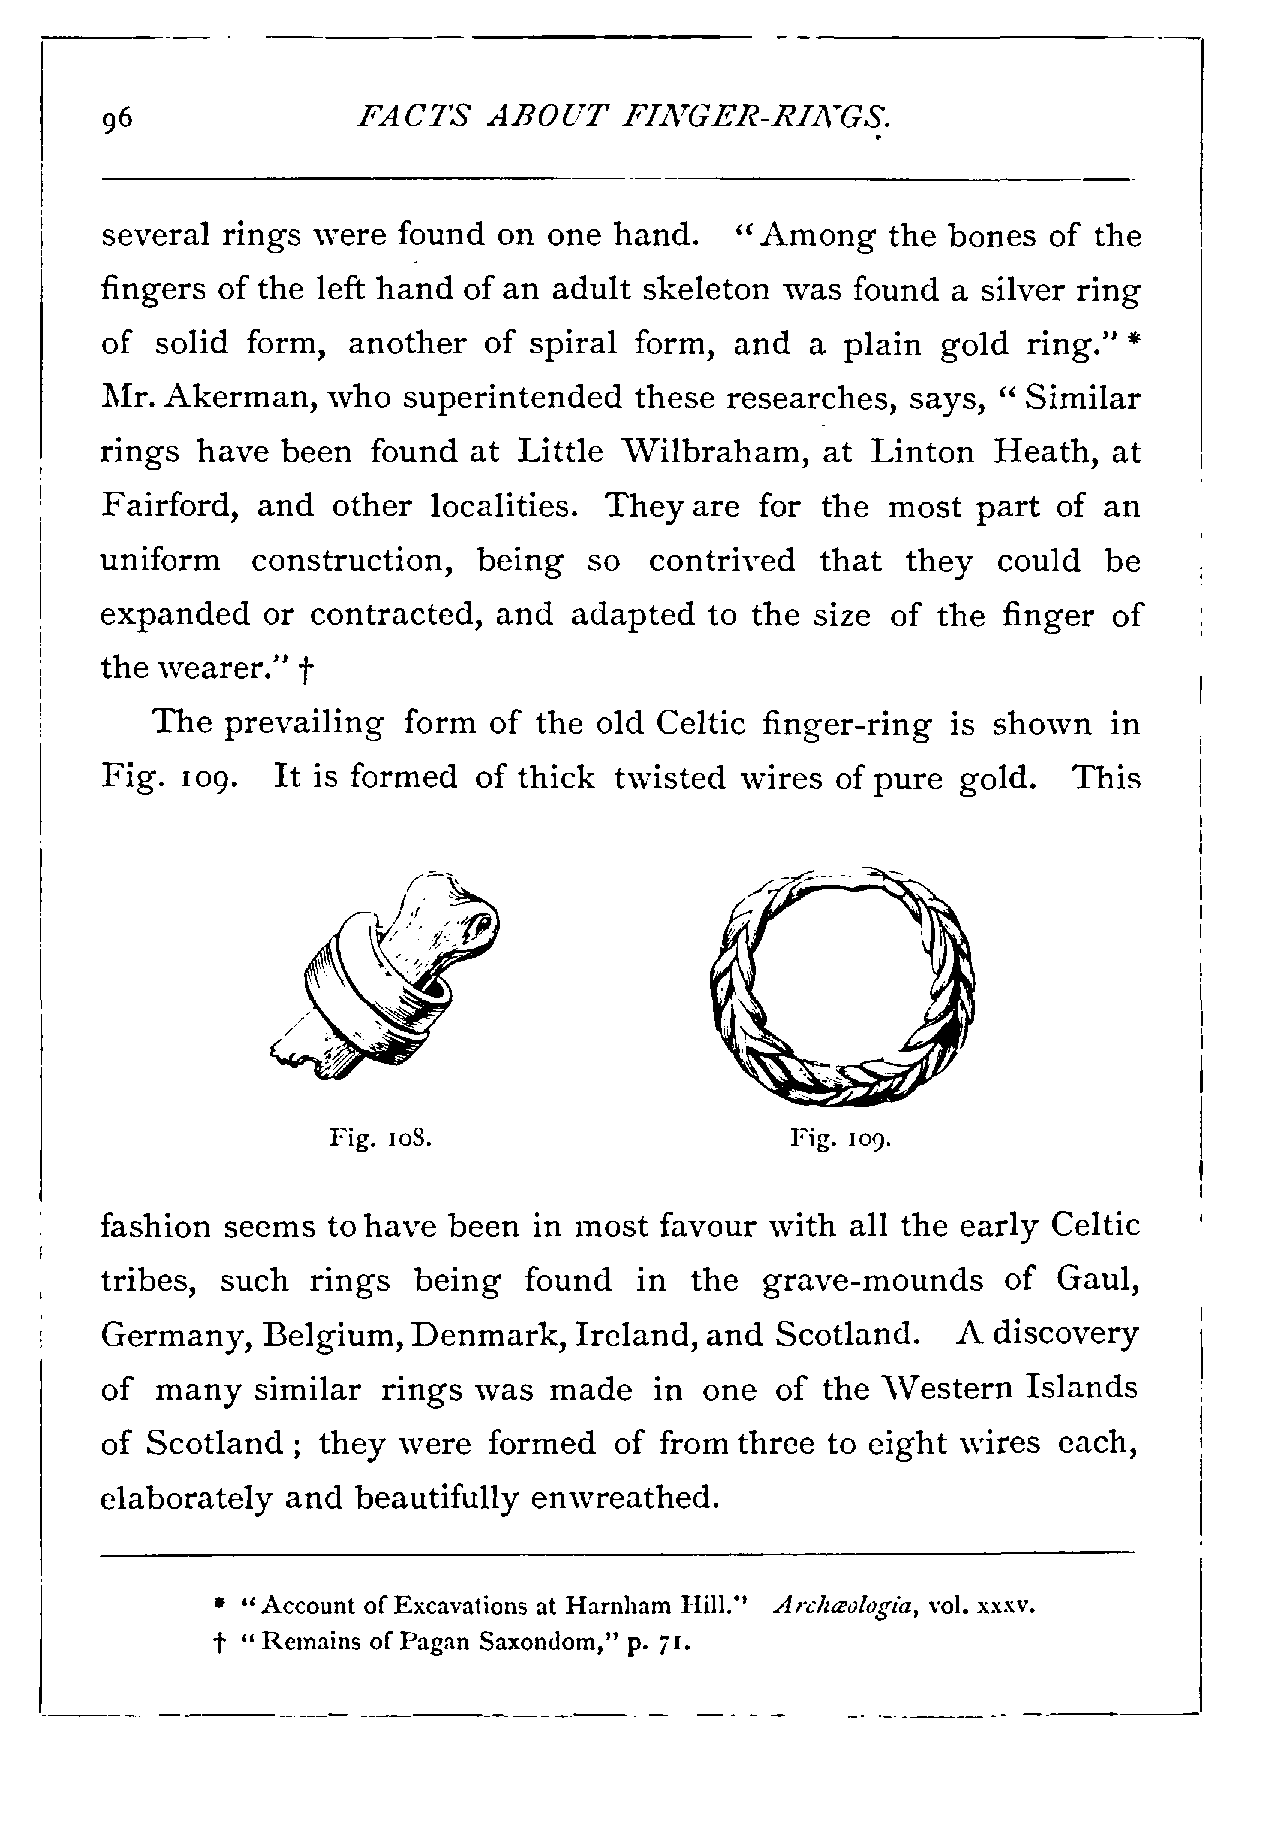 96 FACTS ABOUT FINGER-RINGS.
several rings were found on one hand. "Among the bones of the
fingers of the left hand of an adult skeleton was found a silver ring
of solid form, another of spiral form, and a plain gold ring." *
Mr. Akerman, who superintended these researches, says, "Similar
rings have been found at Little Wilbraham, at Linton Heath, at
Fairford, and other localities. They are for the most part of an
uniform construction, being so contrived that they could be
expanded or contracted, and adapted to the size of the finger of
the wearer." †
The prevailing form of the old Celtic finger-ring is shown in
Fig. 109. It is formed of thick twisted wires of pure gold. This
Fig. 108. Fig. 109.
fashion seems to have been in most favour with all the early Celtic
tribes, such rings being found in the grave-mounds of Gaul,
Germany, Belgium, Denmark, Ireland, and Scotland. A discovery
of many similar rings was made in one of the Western Islands
of Scotland ; they were formed of from three to eight wires each,
elaborately and beautifully enwreathed.
* "Account of Excavations at Harnham Hill." Archæologia, vol. xxxv.
† "Remains of Pagan Saxondom," p. 71.